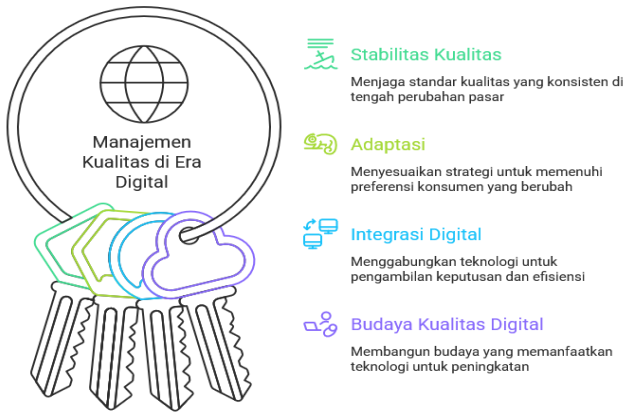 Manajemen
Kualitas di Era
Digital
Stabilitas Kualitas
Menjaga standar kualitas yang konsisten di
tengah perubahan pasar
Adaptasi
Menyesuaikan strategi untuk memenuhi
preferensi konsumen yang berubah
Integrasi Digital
Menggabungkan teknologi untuk
pengambilan keputusan dan efisiensi
Budaya Kualitas Digital
Membangun budaya yang memanfaatkan
teknologi untuk peningkatan